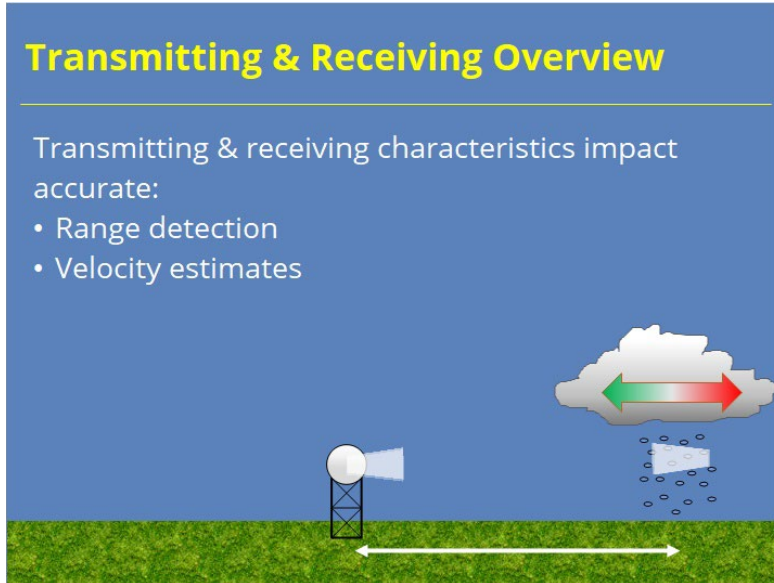 Transmitting & Receiving Overview
Transmitting & receiving characteristics impact
accurate:
• Range detection
• Velocity estimates